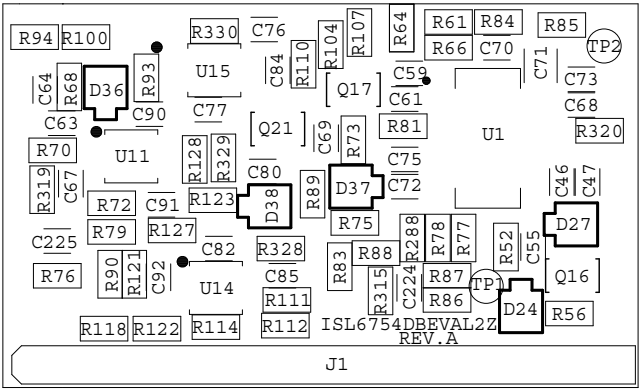 R94
R100
R330
C76
R104
R107
R64
R61
R84
R85
R66
C70
TP2
C64
R68
D36
R93
U15
C84
R110
Q17
C59
C71
C73
C61
C68
C63
C90
C77
Q21
C69
R73
R81
U1
R320
R70
U11
R128
R329
C80
C75
R319
C67
R72
C91
R123
D38
R89
D37
C72
C46
C47
R79
R127
R75
D27
C225
C82
R328
R83
R88
R288
R78
R77
R52
C55
R76
R90
R121
C92
U14
C85
R315
C224
R87
TP1
Q16
R111
R86
D24
R56
R118
R122
R114
R112
ISL6754DBEVAL2Z
REV.A
J1